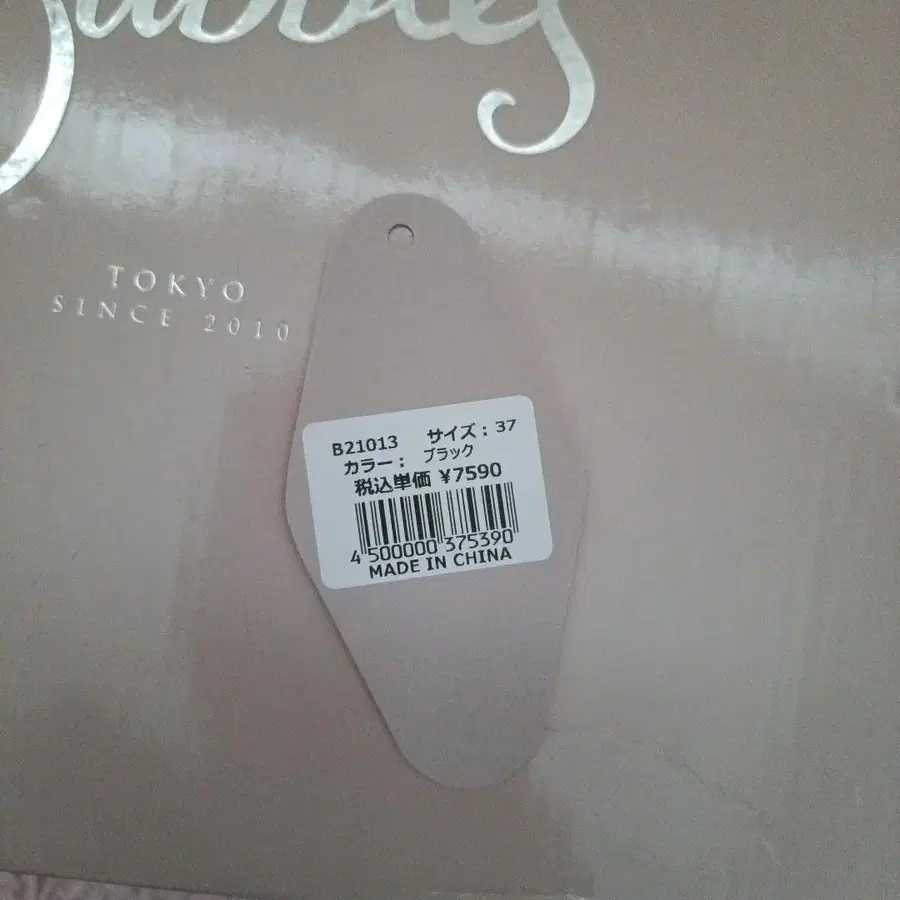 TOKYO
SINCE 2010
B21013 サイズ：37
カラー： ブラック
税込単価 ¥7590
4 500000 375390
MADE IN CHINA